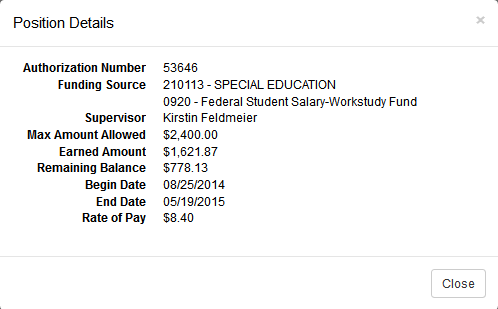 Position Details ×
Authorization Number 53646
Funding Source 210113 - SPECIAL EDUCATION
0920 - Federal Student Salary-Workstudy Fund
Supervisor Kirstin Feldmeier
Max Amount Allowed $2,400.00
Earned Amount $1,621.87
Remaining Balance $778.13
Begin Date 08/25/2014
End Date 05/19/2015
Rate of Pay $8.40
Close